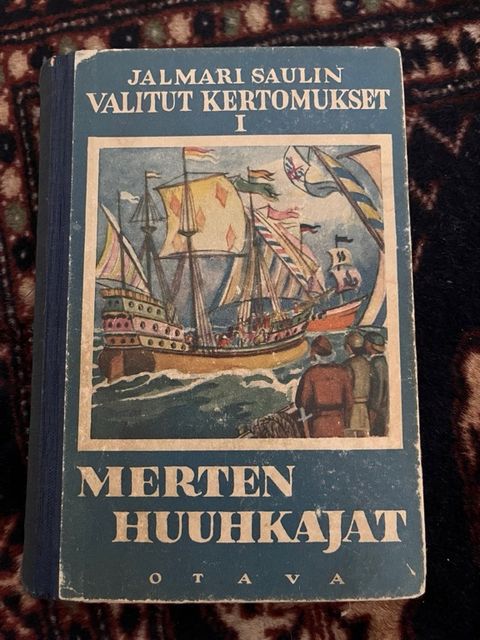 JALMARI SAULIN
VALITUT KERTOMUKSET
I
MERTEN
HUUHKAJAT
OTAVA